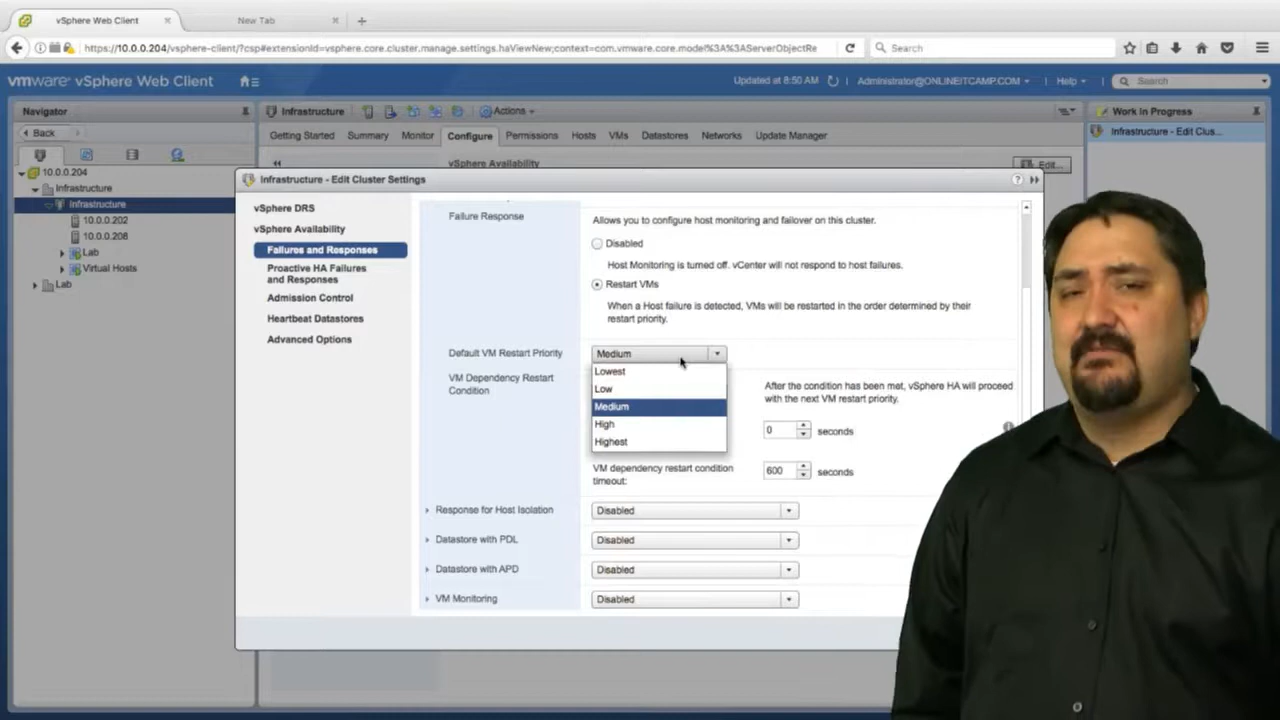 vSphere Web Client
New Tab
https://10.0.0.204/vsphere-client/?csp#extensionId=vsphere.core.cluster.manage.settings.haViewNew;context=com.vmware.core.model%3A%3AServerObjectRe
Search
vmware® vSphere Web Client
Updated at 8:50 AM
Administrator@ONLINEITCAMP.COM
Help
Search
Navigator
Back
10.0.0.204
Infrastructure
Infrastructure
10.0.0.202
10.0.0.208
Lab
Virtual Hosts
Lab
Infrastructure
Actions
Getting Started
Summary
Monitor
Configure
Permissions
Hosts
VMs
Datastores
Networks
Update Manager
vSphere Availability
Edit...
Work In Progress
Infrastructure - Edit Clus...
Infrastructure - Edit Cluster Settings
vSphere DRS
vSphere Availability
Failures and Responses
Proactive HA Failures
and Responses
Admission Control
Heartbeat Datastores
Advanced Options
Failure Response
Allows you to configure host monitoring and failover on this cluster.
Disabled
Host Monitoring is turned off. vCenter will not respond to host failures.
Restart VMs
When a Host failure is detected, VMs will be restarted in the order determined by their
restart priority.
Default VM Restart Priority
Medium
Lowest
Low
Medium
High
Highest
VM Dependency Restart
Condition
After the condition has been met, vSphere HA will proceed
with the next VM restart priority.
0 seconds
VM dependency restart condition
timeout:
600 seconds
Response for Host Isolation
Disabled
Datastore with PDL
Disabled
Datastore with APD
Disabled
VM Monitoring
Disabled